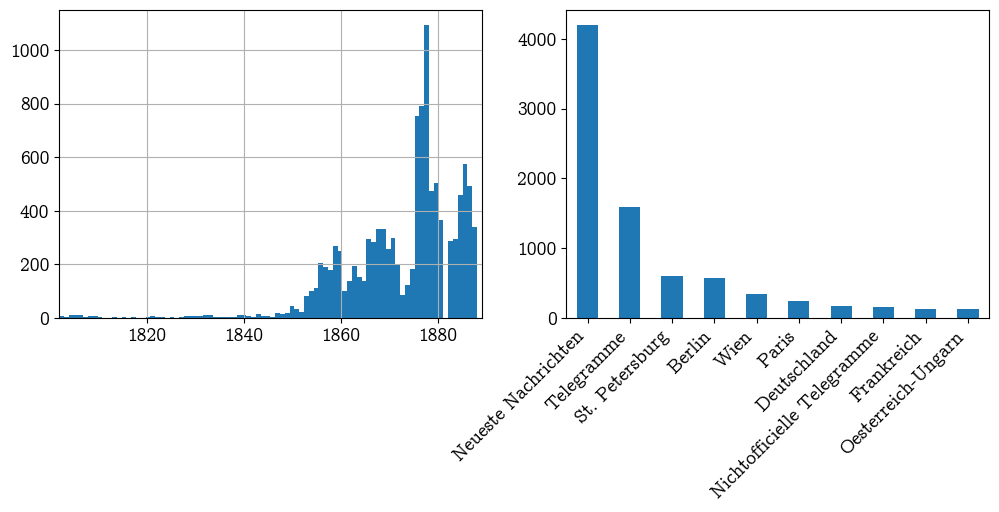 1000
800
600
400
200
0
1820
1840
1860
1880
4000
3000
2000
1000
0
Neueste Nachrichten
Telegramme
St. Petersburg
Berlin
Wien
Paris
Deutschland
Nichtofficielle Telegramme
Frankreich
Oesterreich-Ungarn